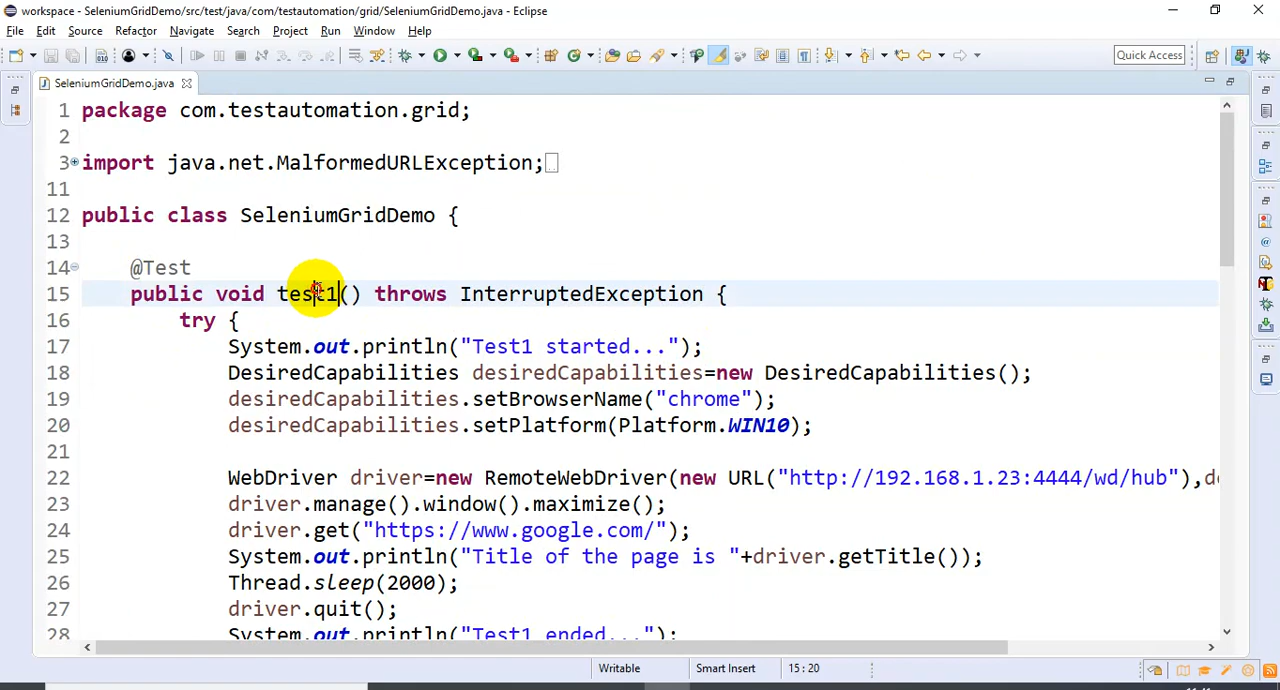 workspace - SeleniumGridDemo/src/test/java/com/testautomation/grid/SeleniumGridDemo.java - Eclipse
File Edit Source Refactor Navigate Search Project Run Window Help
Quick Access
SeleniumGridDemo.java
1 package com.testautomation.grid;
2
3 import java.net.MalformedURLException;
11
12 public class SeleniumGridDemo {
13
14 @Test
15 public void test1() throws InterruptedException {
16 try {
17 System.out.println("Test1 started...");
18 DesiredCapabilities desiredCapabilities=new DesiredCapabilities();
19 desiredCapabilities.setBrowserName("chrome");
20 desiredCapabilities.setPlatform(Platform.WIN10);
21
22 WebDriver driver=new RemoteWebDriver(new URL("http://192.168.1.23:4444/wd/hub"),de
23 driver.manage().window().maximize();
24 driver.get("https://www.google.com/");
25 System.out.println("Title of the page is "+driver.getTitle());
26 Thread.sleep(2000);
27 driver.quit();
28 System.out.println("Test1 ended...");
Writable Smart Insert 15 : 20